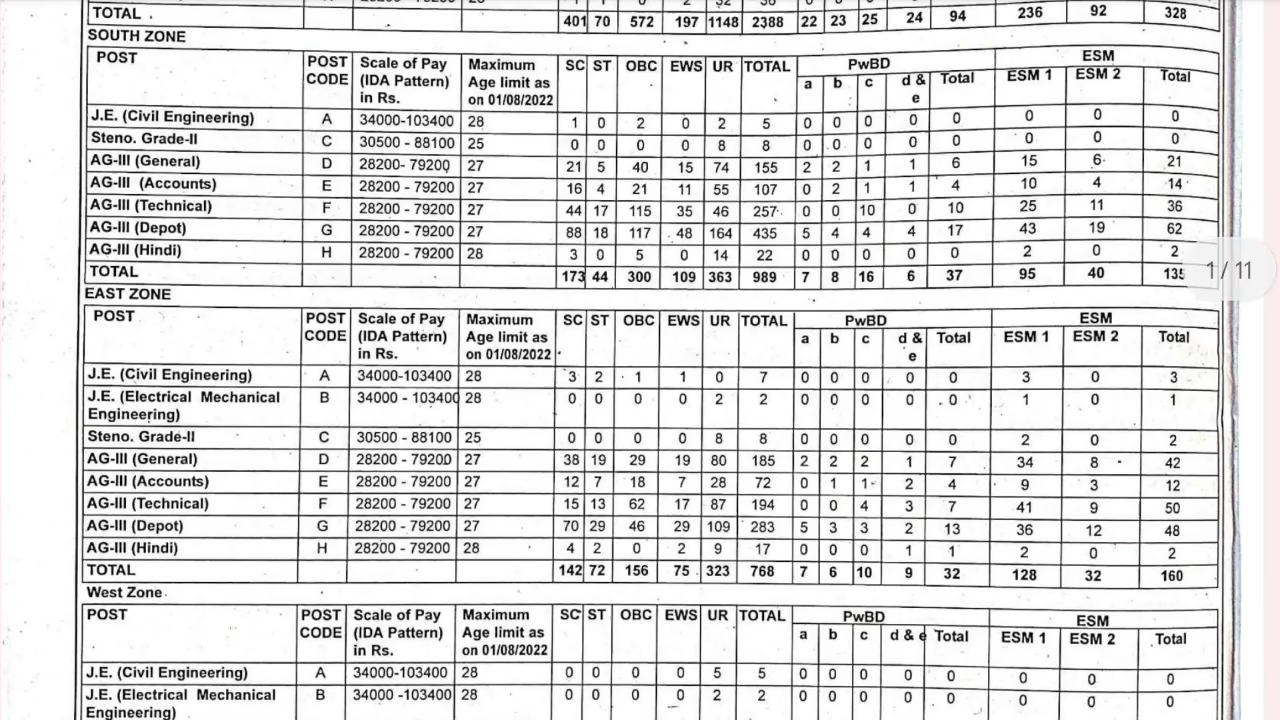 TOTAL 401 70 572 197 1148 2388 22 23 25 24 94 236 92 328
SOUTH ZONE
POST POST CODE Scale of Pay (IDA Pattern) in Rs. Maximum Age limit as on 01/08/2022 SC ST OBC EWS UR TOTAL PwBD a b c d & e Total ESM ESM 1 ESM 2 Total
J.E. (Civil Engineering) A 34000-103400 28 1 0 2 0 2 5 0 0 0 0 0 0 0 0
Steno. Grade-II C 30500 - 88100 25 0 0 0 0 8 8 0 0 0 0 0 0 0 0
AG-III (General) D 28200- 79200 27 21 5 40 15 74 155 2 2 1 1 6 15 6 21
AG-III (Accounts) E 28200 - 79200 27 16 4 21 11 55 107 0 2 1 1 4 10 4 14
AG-III (Technical) F 28200 - 79200 27 44 17 115 35 46 257 0 0 10 0 10 25 11 36
AG-III (Depot) G 28200 - 79200 27 88 18 117 48 164 435 5 4 4 4 17 43 19 62
AG-III (Hindi) H 28200 - 79200 28 3 0 5 0 14 22 0 0 0 0 0 2 0 2
TOTAL 173 44 300 109 363 989 7 8 16 6 37 95 40 135
1 / 11
EAST ZONE
POST POST CODE Scale of Pay (IDA Pattern) in Rs. Maximum Age limit as on 01/08/2022 SC ST OBC EWS UR TOTAL PwBD a b c d & e Total ESM ESM 1 ESM 2 Total
J.E. (Civil Engineering) A 34000-103400 28 3 2 1 1 0 7 0 0 0 0 0 3 0 3
J.E. (Electrical Mechanical Engineering) B 34000 - 103400 28 0 0 0 0 2 2 0 0 0 0 0 1 0 1
Steno. Grade-II C 30500 - 88100 25 0 0 0 0 8 8 0 0 0 0 0 2 0 2
AG-III (General) D 28200 - 79200 27 38 19 29 19 80 185 2 2 2 1 7 34 8 42
AG-III (Accounts) E 28200 - 79200 27 12 7 18 7 28 72 0 1 1 2 4 9 3 12
AG-III (Technical) F 28200 - 79200 27 15 13 62 17 87 194 0 0 4 3 7 41 9 50
AG-III (Depot) G 28200 - 79200 27 70 29 46 29 109 283 5 3 3 2 13 36 12 48
AG-III (Hindi) H 28200 - 79200 28 4 2 0 2 9 17 0 0 0 1 1 2 0 2
TOTAL 142 72 156 75 323 768 7 6 10 9 32 128 32 160
West Zone
POST POST CODE Scale of Pay (IDA Pattern) in Rs. Maximum Age limit as on 01/08/2022 SC ST OBC EWS UR TOTAL PwBD a b c d & e Total ESM ESM 1 ESM 2 Total
J.E. (Civil Engineering) A 34000-103400 28 0 0 0 0 5 5 0 0 0 0 0 0 0 0
J.E. (Electrical Mechanical Engineering) B 34000 -103400 28 0 0 0 0 2 2 0 0 0 0 0 0 0 0